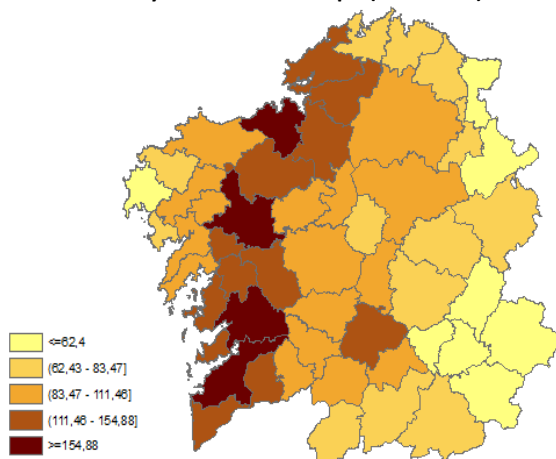 <=62,4
(62,43 - 83,47]
(83,47 - 111,46]
(111,46 - 154,88]
>=154,88